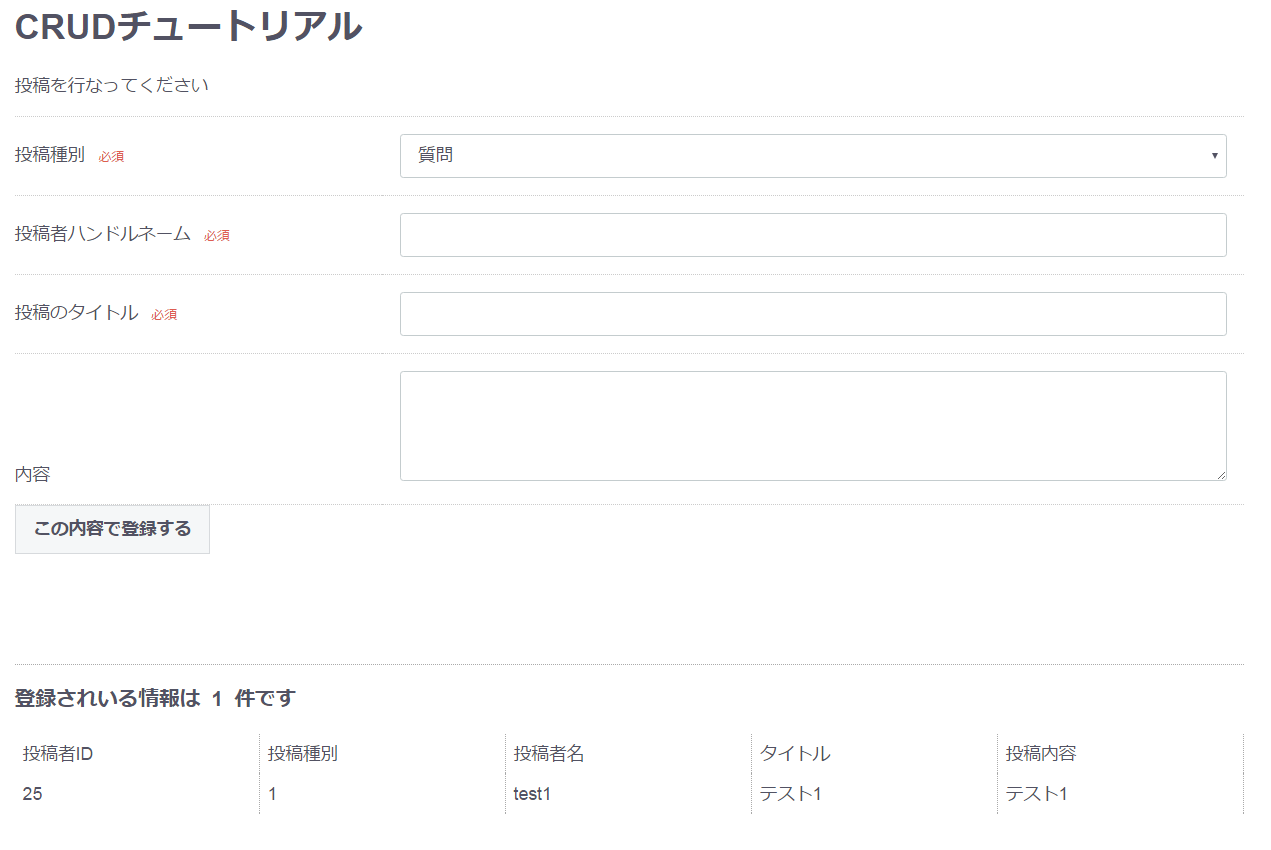 CRUDチュートリアル
投稿を行なってください
投稿種別 必須 質問
投稿者ハンドルネーム 必須
投稿のタイトル 必須
内容
この内容で登録する
登録されいる情報は 1 件です
投稿者ID 投稿種別 投稿者名 タイトル 投稿内容
25 1 test1 テスト1 テスト1